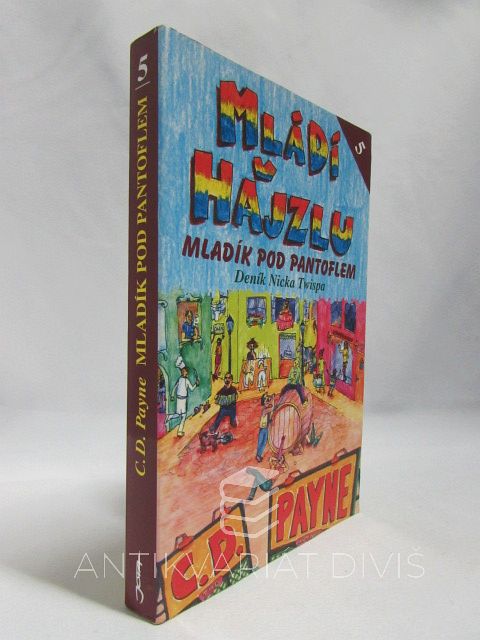 C.D. Payne MLADÍK POD PANTOFLEM 5
MLÁDÍ
V HÁJZLU
5
MLADÍK POD PANTOFLEM
Deník Nicka Twispa
C.D.
PAYNE
ANTIKVARIÁT DIVIŠ